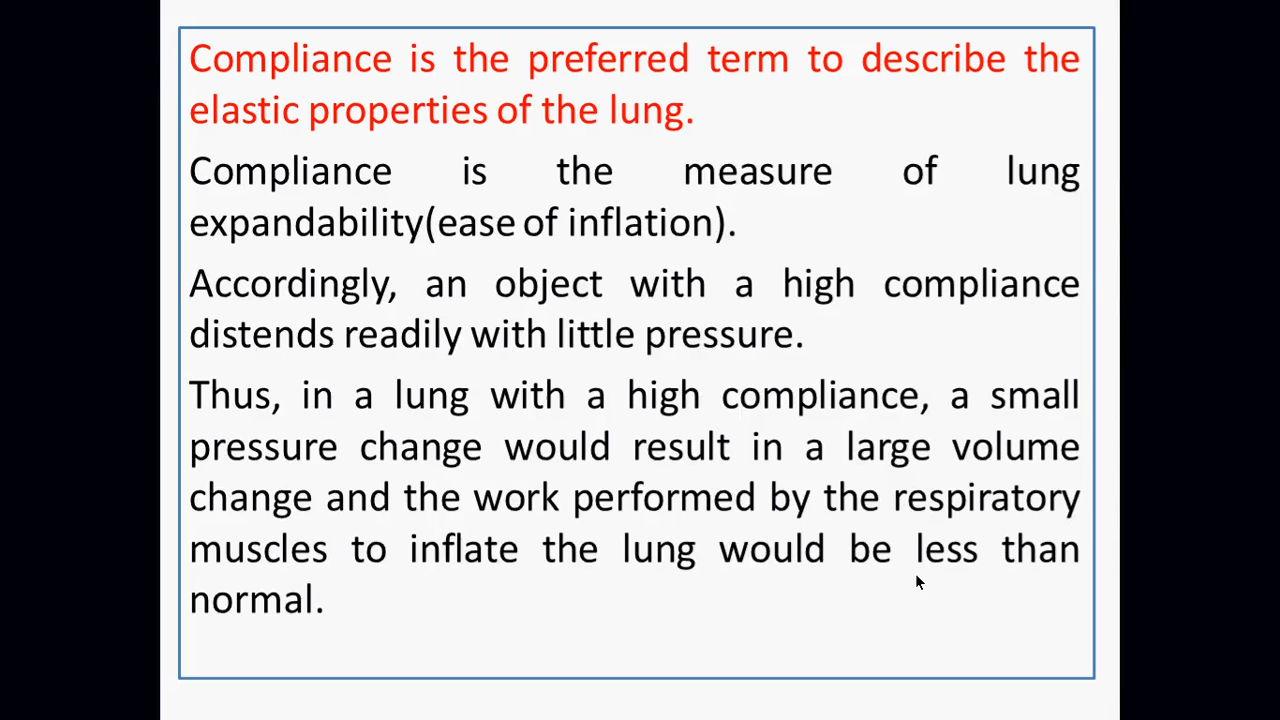 Compliance is the preferred term to describe the
elastic properties of the lung.
Compliance is the measure of lung
expandability(ease of inflation).
Accordingly, an object with a high compliance
distends readily with little pressure.
Thus, in a lung with a high compliance, a small
pressure change would result in a large volume
change and the work performed by the respiratory
muscles to inflate the lung would be less than
normal.